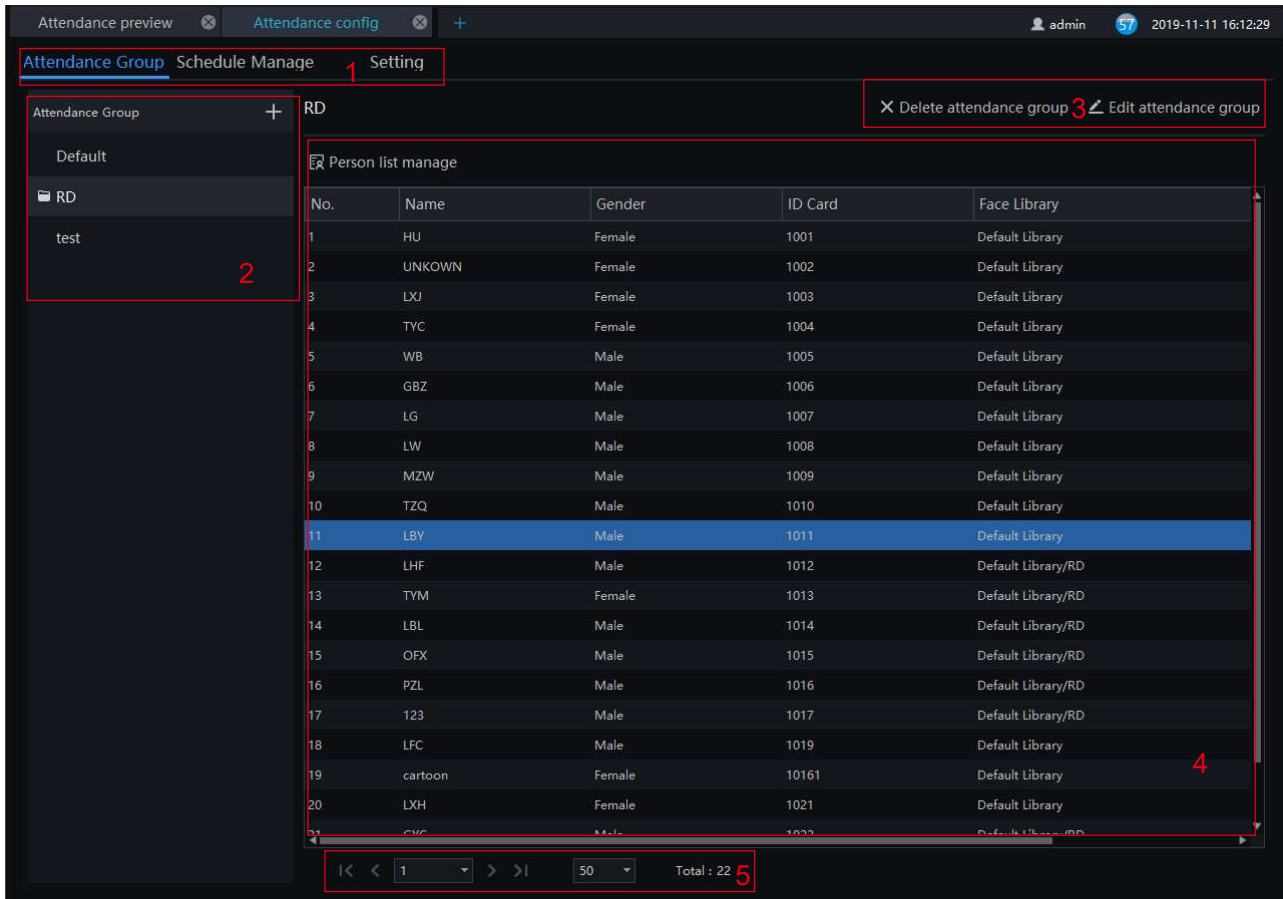 Attendance preview Attendance config + admin 57 2019-11-11 16:12:29
Attendance Group Schedule Manage 1 Setting
Attendance Group + RD Delete attendance group 3 Edit attendance group
Default
RD
test
2
Person list manage
No. Name Gender ID Card Face Library
1 HU Female 1001 Default Library
2 UNKOWN Female 1002 Default Library
3 LXJ Female 1003 Default Library
4 TYC Female 1004 Default Library
5 WB Male 1005 Default Library
6 GBZ Male 1006 Default Library
7 LG Male 1007 Default Library
8 LW Male 1008 Default Library
9 MZW Male 1009 Default Library
10 TZQ Male 1010 Default Library
11 LBY Male 1011 Default Library
12 LHF Male 1012 Default Library/RD
13 TYM Female 1013 Default Library/RD
14 LBL Male 1014 Default Library/RD
15 OFX Male 1015 Default Library/RD
16 PZL Male 1016 Default Library/RD
17 123 Male 1017 Default Library/RD
18 LFC Male 1019 Default Library
19 cartoon Female 10161 Default Library
4
20 LXH Female 1021 Default Library
21 Male Default Library/RD
1 50 Total : 22 5